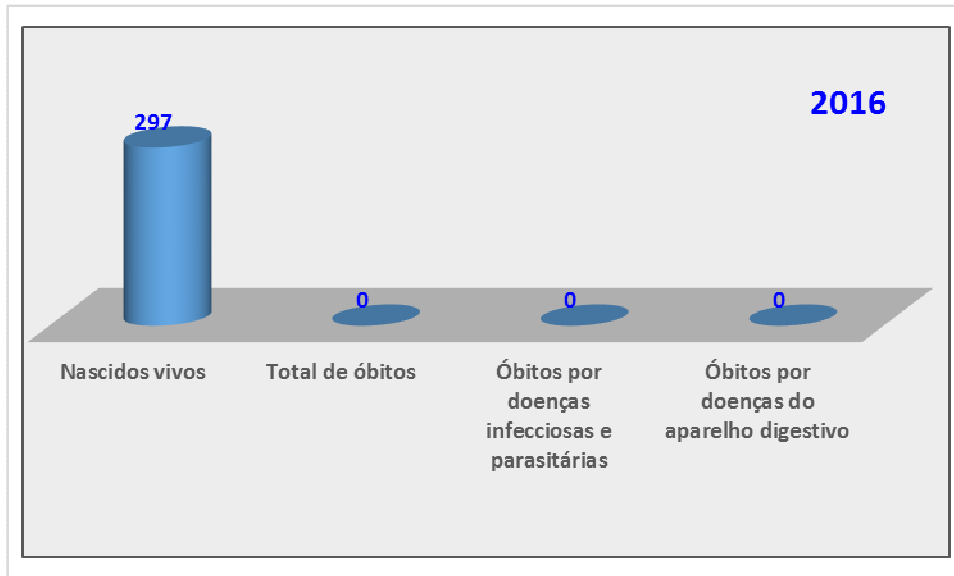 2016
297
0
0
0
Nascidos vivos
Total de óbitos
Óbitos por
doenças
infecciosas e
parasitárias
Óbitos por
doenças do
aparelho digestivo